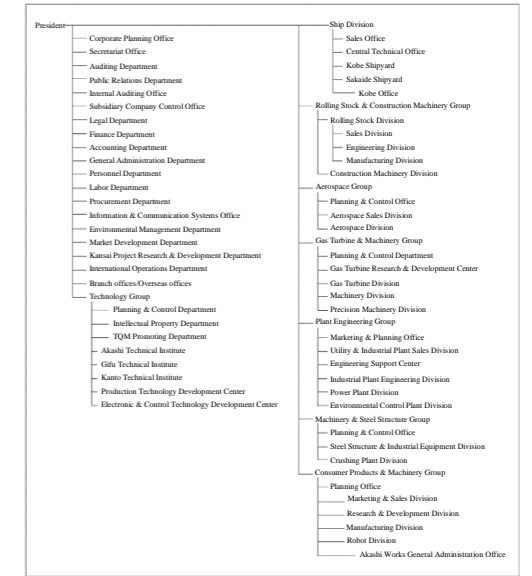 President
Corporate Planning Office
Secretariat Office
Auditing Department
Public Relations Department
Internal Auditing Office
Subsidiary Company Control Office
Legal Department
Finance Department
Accounting Department
General Administration Department
Personnel Department
Labor Department
Procurement Department
Information & Communication Systems Office
Environmental Management Department
Market Development Department
Kansai Project Research & Development Department
International Operations Department
Branch offices/Overseas offices
Technology Group
Planning & Control Department
Intellectual Property Department
TQM Promoting Department
Akashi Technical Institute
Gifu Technical Institute
Kanto Technical Institute
Production Technology Development Center
Electronic & Control Technology Development Center
Ship Division
Sales Office
Central Technical Office
Kobe Shipyard
Sakaide Shipyard
Kobe Office
Rolling Stock & Construction Machinery Group
Rolling Stock Division
Sales Division
Engineering Division
Manufacturing Division
Construction Machinery Division
Aerospace Group
Planning & Control Office
Aerospace Sales Division
Aerospace Division
Gas Turbine & Machinery Group
Planning & Control Department
Gas Turbine Research & Development Center
Gas Turbine Division
Machinery Division
Precision Machinery Division
Plant Engineering Group
Marketing & Planning Office
Utility & Industrial Plant Sales Division
Engineering Support Center
Industrial Plant Engineering Division
Power Plant Division
Environmental Control Plant Division
Machinery & Steel Structure Group
Planning & Control Office
Steel Structure & Industrial Equipment Division
Crushing Plant Division
Consumer Products & Machinery Group
Planning Office
Marketing & Sales Division
Research & Development Division
Manufacturing Division
Robot Division
Akashi Works General Administration Office